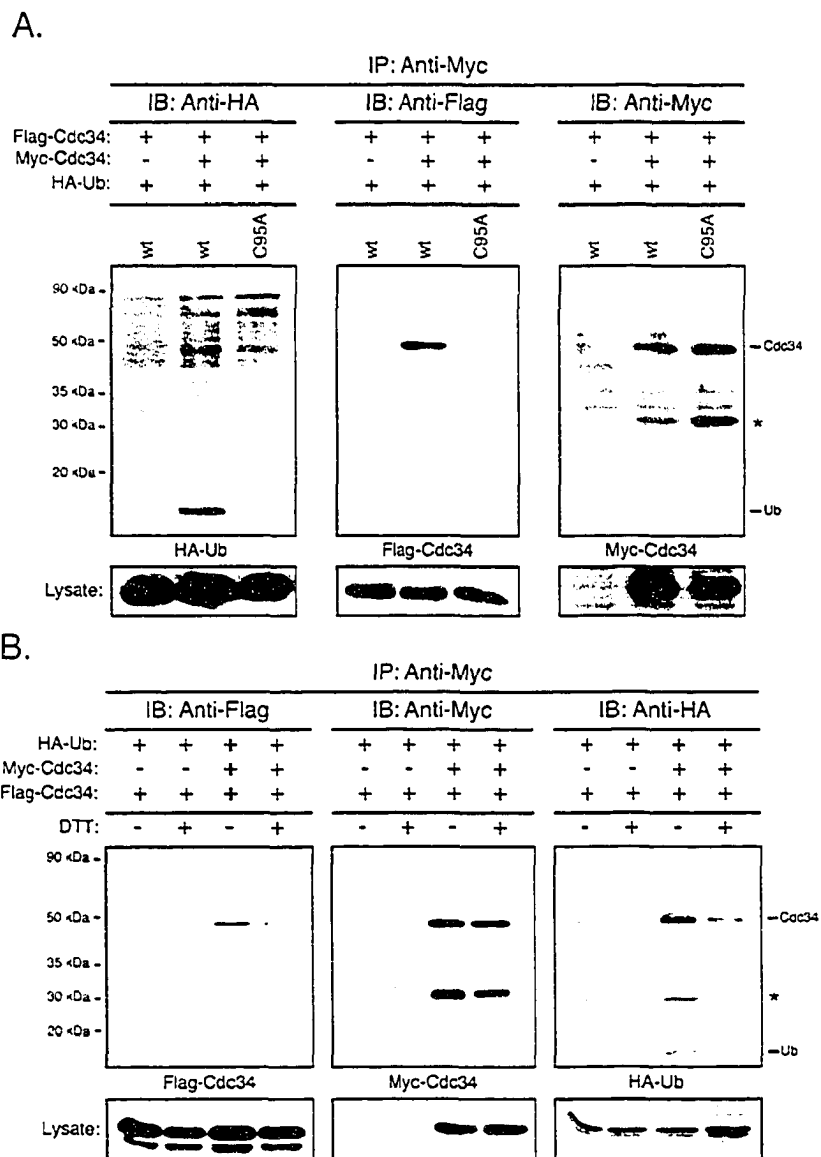 A.
IP: Anti-Myc
IB: Anti-HA IB: Anti-Flag IB: Anti-Myc
Flag-Cdc34: + + + + + + + + +
Myc-Cdc34: - + + - + + - + +
HA-Ub: + + + + + + + + +
wt wt C95A wt wt C95A wt wt C95A
90 kDa
50 kDa
35 kDa
30 kDa
20 kDa
Cdc34
*
Ub
HA-Ub Flag-Cdc34 Myc-Cdc34
Lysate:
B.
IP: Anti-Myc
IB: Anti-Flag IB: Anti-Myc IB: Anti-HA
HA-Ub: + + + + + + + + + + + +
Myc-Cdc34: - - + + - - + + - - + +
Flag-Cdc34: + + + + + + + + + + + +
DTT: - + - + - + - + - + - +
90 kDa
50 kDa
35 kDa
30 kDa
20 kDa
Cdc34
*
Ub
Flag-Cdc34 Myc-Cdc34 HA-Ub
Lysate: